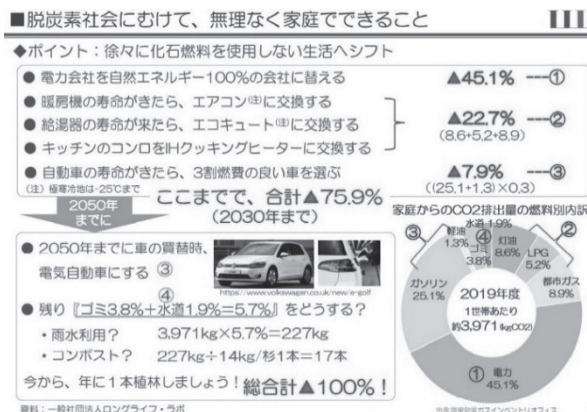 ■脱炭素社会にむけて、無理なく家庭でできること
◆ポイント：徐々に化石燃料を使用しない生活へシフト
● 電力会社を自然エネルギー100%の会社に替える ▲45.1% ---①
● 暖房機の寿命がきたら、エアコン(注)に交換する
● 給湯器の寿命が来たら、エコキュート(注)に交換する ▲22.7% ---②
(8.6+5.2+8.9)
● キッチンのコンロをIHクッキングヒーターに交換する
● 自動車の寿命がきたら、3割燃費の良い車を選ぶ ▲7.9% ---③
(注) 極寒冷地は-25℃まで ((25.1+1.3)×0.3)
2050年
までに
ここまでで、合計▲75.9%
(2030年まで)
● 2050年までに車の買替時、
電気自動車にする ③
https://www.volkswagen.co.uk/new/e-golf
④
● 残り『ゴミ3.8%+水道1.9%=5.7%』をどうする？
・雨水利用？ 3,971kg×5.7%=227kg
・コンポスト？ 227kg÷14kg/杉1本=17本
今から、年に1本植林しましょう！総合計▲100%！
資料：一般社団法人ロングライフ・ラボ
家庭からのCO2排出量の燃料別内訳
③
軽油
1.3%
④
ゴミ
3.8%
水道 1.9%
灯油
8.6%
②
LPG
5.2%
都市ガス
8.9%
ガソリン
25.1%
2019年度
1世帯あたり
約3,971 (kgCO2)
① 電力
45.1%